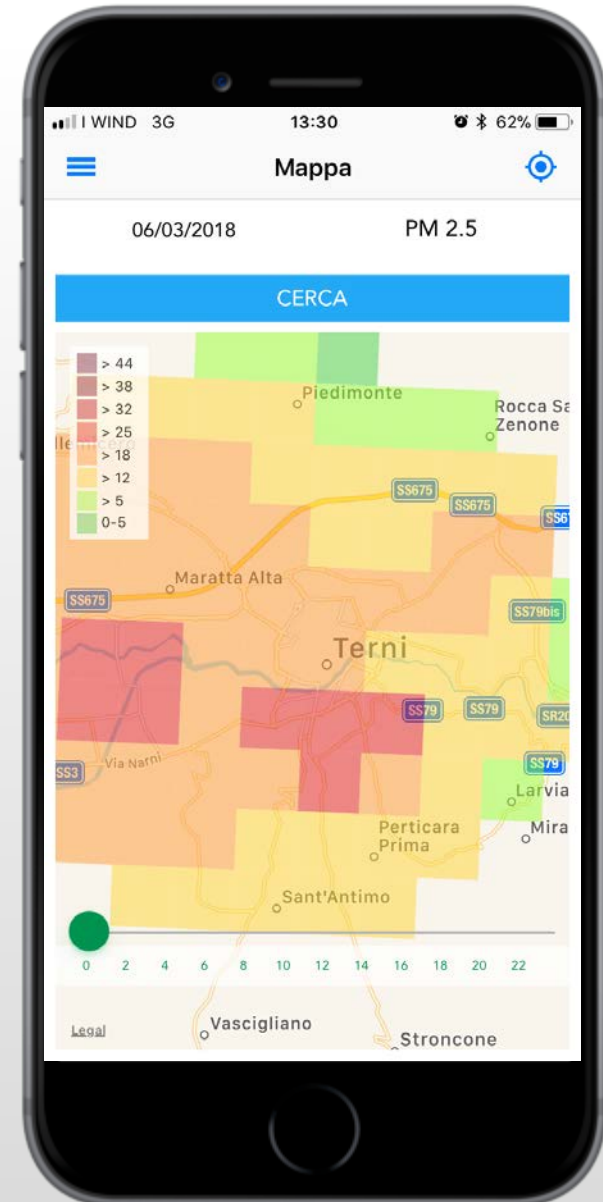 I WIND 3G 13:30 62%
Mappa
06/03/2018 PM 2.5
CERCA
> 44
> 38
> 32
> 25
> 18
> 12
> 5
0-5
Piedimonte
Rocca Sa
Zenone
SS675
SS675
SS67
Maratta Alta
SS675
SS79bis
Terni
SS79
SS79
SR20
Via Narni
SS3
SS79
Larvia
Perticara
Prima
Mira
Sant'Antimo
0 2 4 6 8 10 12 14 16 18 20 22
Legal
Vascigliano
Stroncone